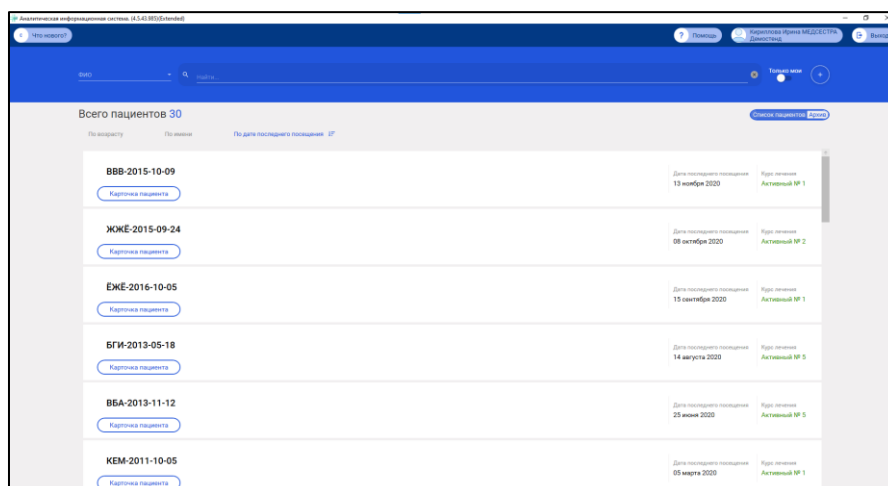 Аналитическая информационная система. (4.5.43.885)(Extended)
Что нового?
? Помощь
Кириллова Ирина МЕДСЕСТРА
Демостенд
Выход
ФИО
Найти...
Только мои
+
Всего пациентов 30
Список пациентов Архив
По возрасту По имени По дате последнего посещения
ВВВ-2015-10-09
Дата последнего посещения Курс лечения
13 ноября 2020 Активный № 1
Карточка пациента
ЖЖЁ-2015-09-24
Дата последнего посещения Курс лечения
08 октября 2020 Активный № 2
Карточка пациента
ЁЖЁ-2016-10-05
Дата последнего посещения Курс лечения
15 сентября 2020 Активный № 1
Карточка пациента
БГИ-2013-05-18
Дата последнего посещения Курс лечения
14 августа 2020 Активный № 5
Карточка пациента
ВБА-2013-11-12
Дата последнего посещения Курс лечения
25 июня 2020 Активный № 5
Карточка пациента
КЕМ-2011-10-05
Дата последнего посещения Курс лечения
05 марта 2020 Активный № 1
Карточка пациента